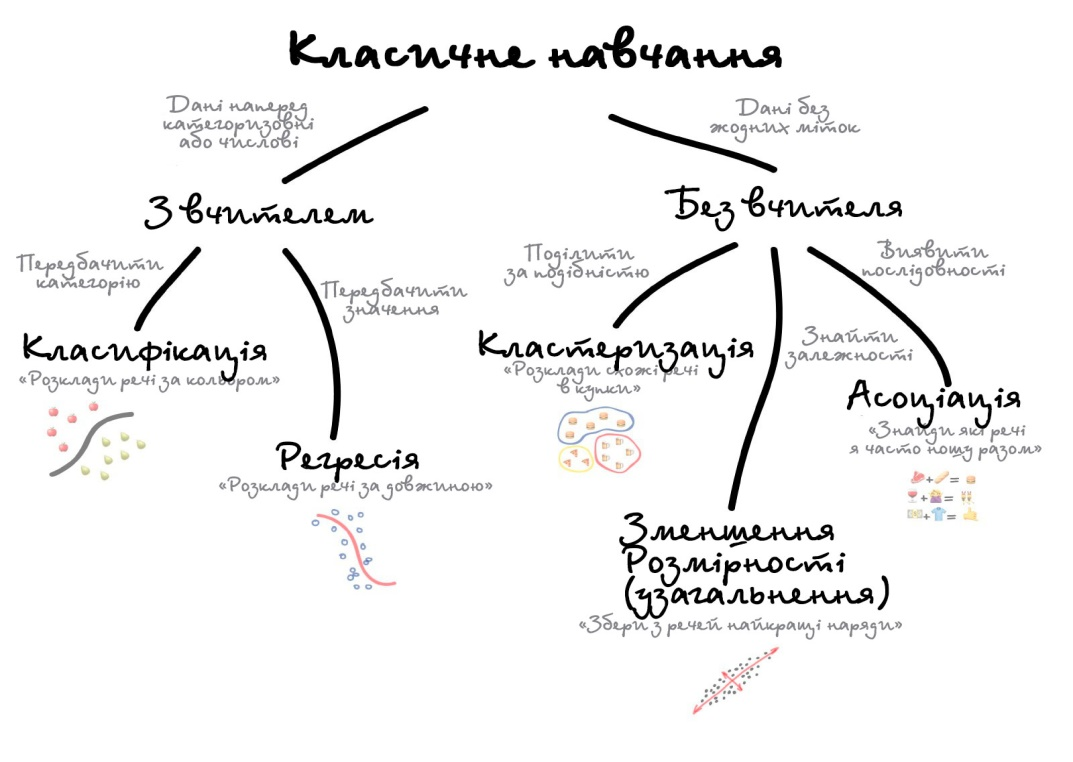 Класичне навчання
Дані наперед
категоризовні
або числові
Дані без
жодних міток
З вчителем
Без вчителя
Передбачити
категорію
Передбачити
значення
Поділити
за подібністю
Виявити
послідовності
Знайти
залежності
Класифікація
«Розклади речі за кольором»
Регресія
«Розклади речі за довжиною»
Кластеризація
«Розклади схожі речі
в купки»
Асоціація
«Знайди які речі
я часто ношу разом»
Зменшення
Розмірності
(узагальнення)
«Збери з речей найкращі наряди»